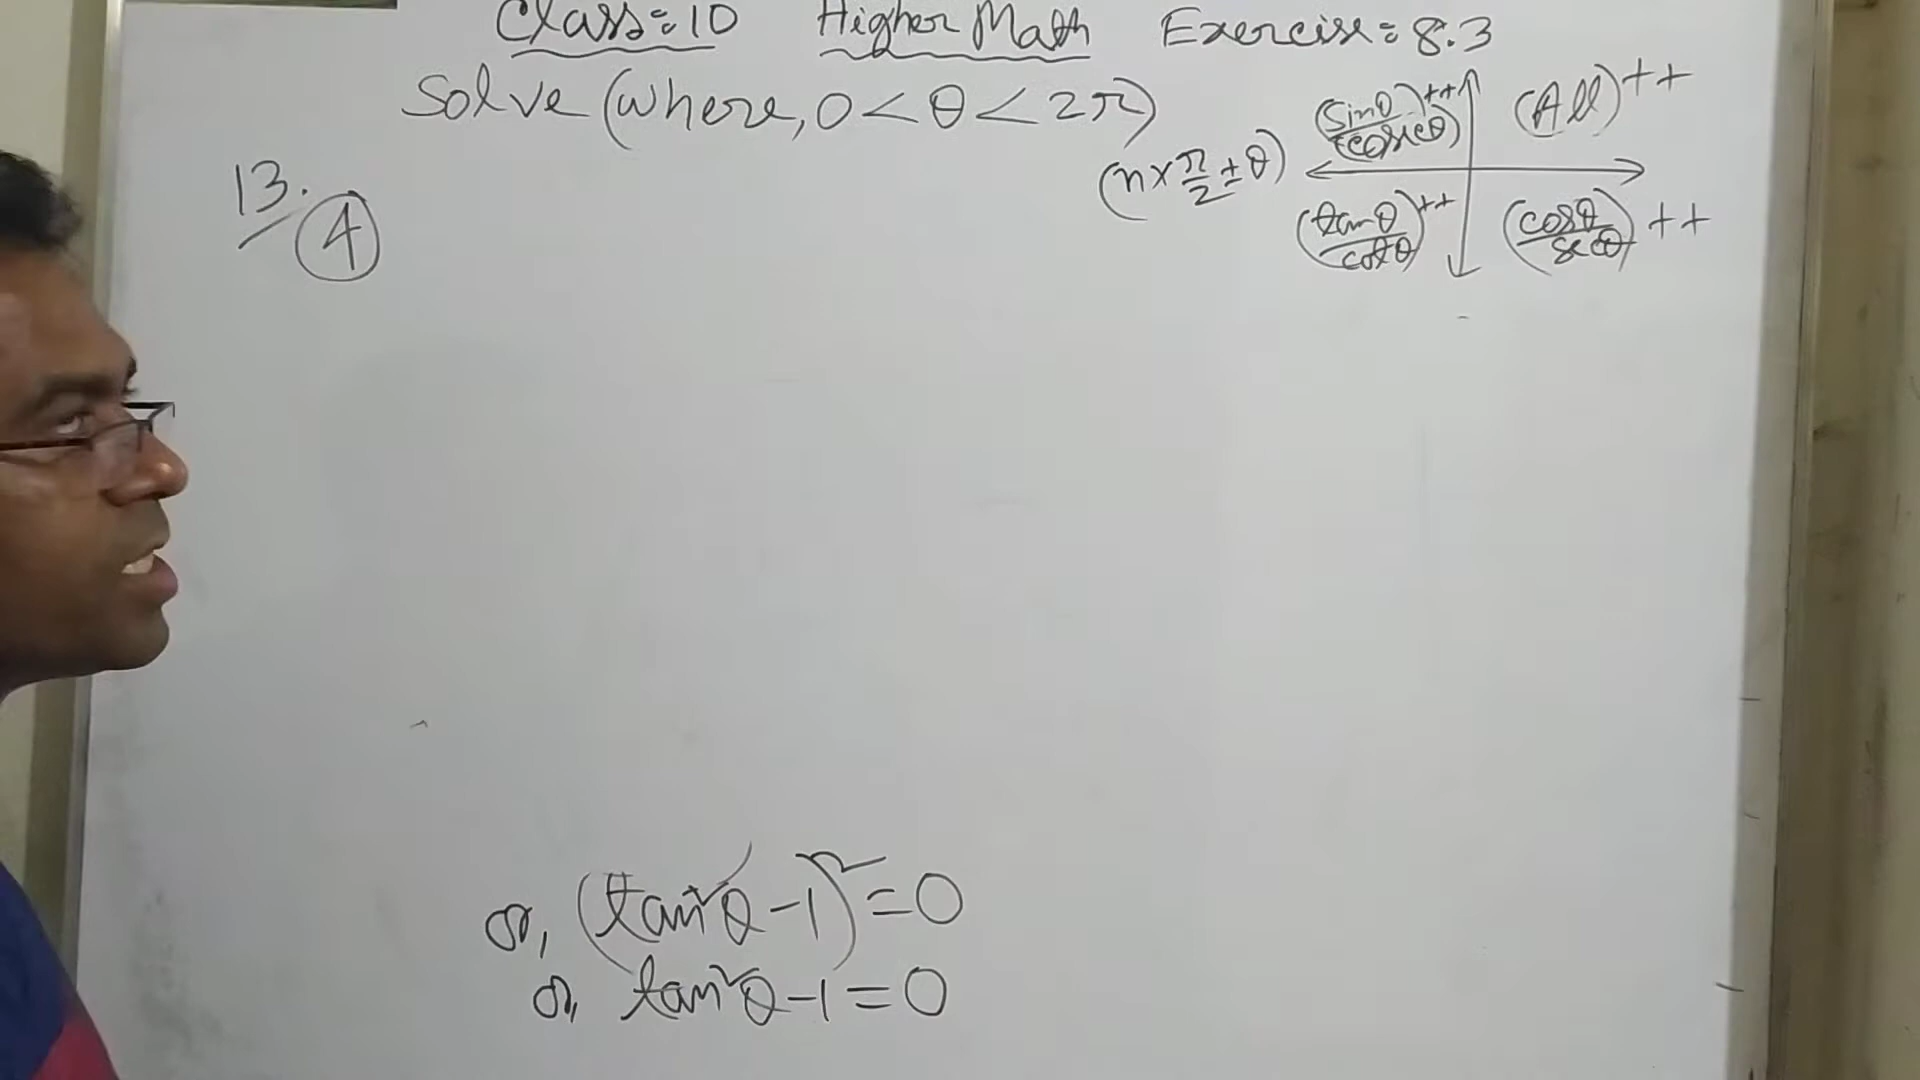 Class=10 Higher Math Exercise=8.3
Solve (where, 0<θ<2π)
13. 4
(n×π/2±θ)
(sinθ/cosecθ)++
(All)++
(tanθ/cotθ)++
(cosθ/secθ)++
or, (tan²θ-1)²=0
or, tan²θ-1=0